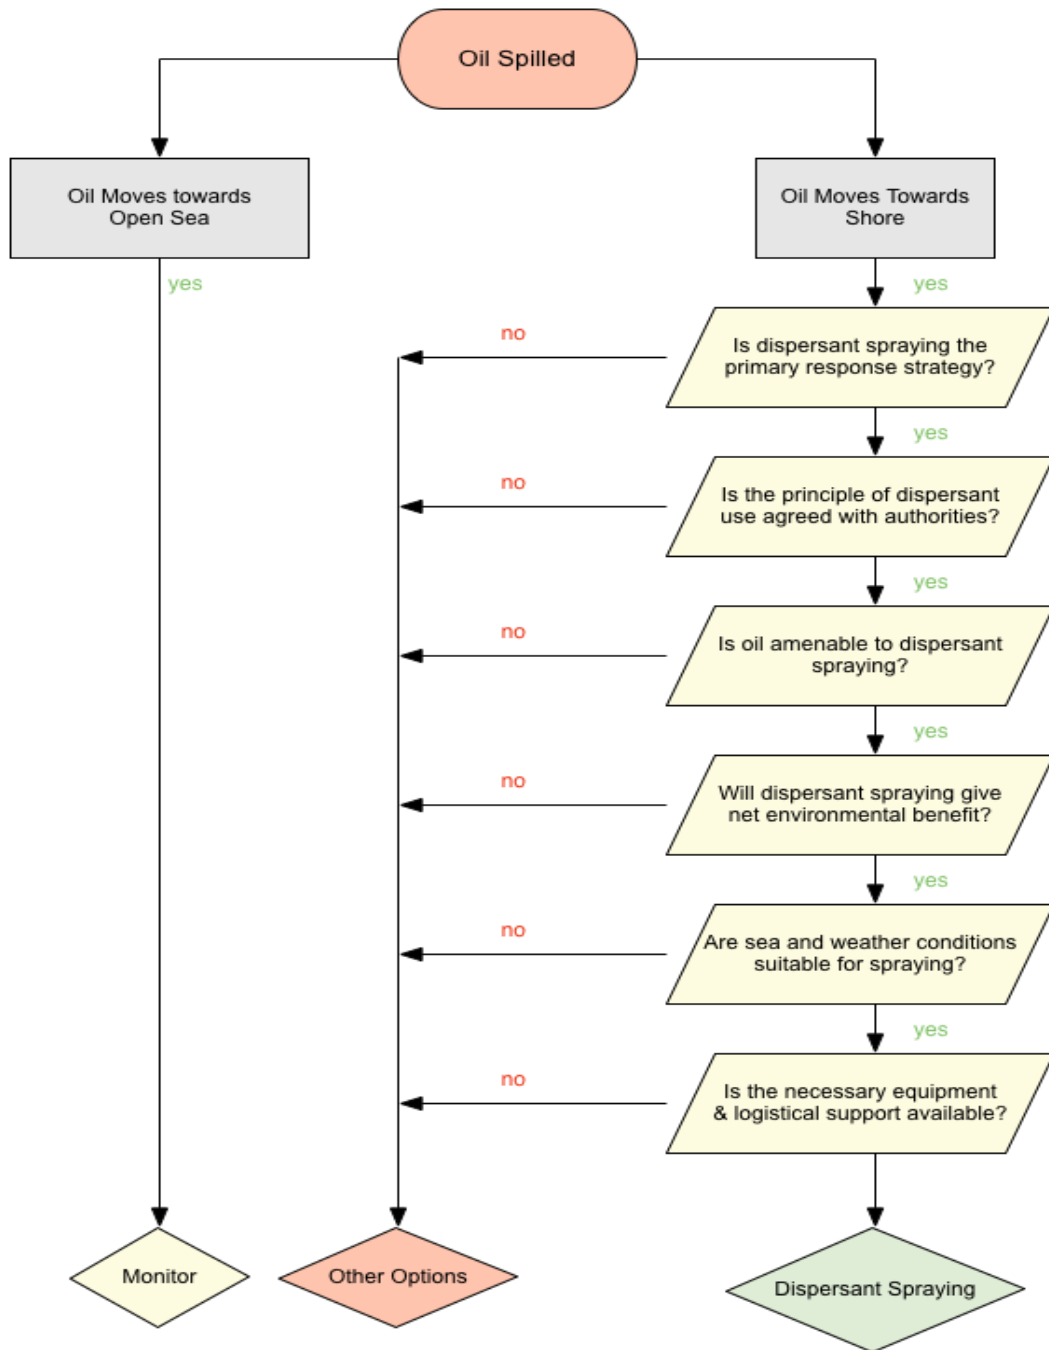 Oil Spilled
Oil Moves towards
Open Sea
Oil Moves Towards
Shore
yes
yes
no
Is dispersant spraying the
primary response strategy?
yes
no
Is the principle of dispersant
use agreed with authorities?
yes
no
Is oil amenable to dispersant
spraying?
yes
no
Will dispersant spraying give
net environmental benefit?
yes
no
Are sea and weather conditions
suitable for spraying?
yes
no
Is the necessary equipment
& logistical support available?
Monitor
Other Options
Dispersant Spraying